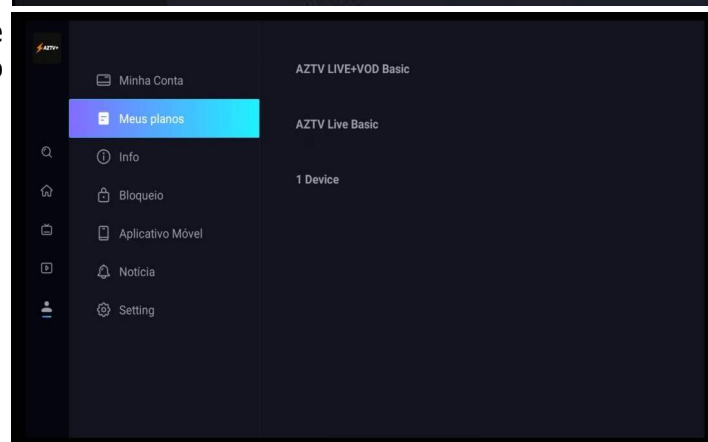 AZTV+
Minha Conta
Meus planos
Info
Bloqueio
Aplicativo Móvel
Notícia
Setting
AZTV LIVE+VOD Basic
AZTV Live Basic
1 Device